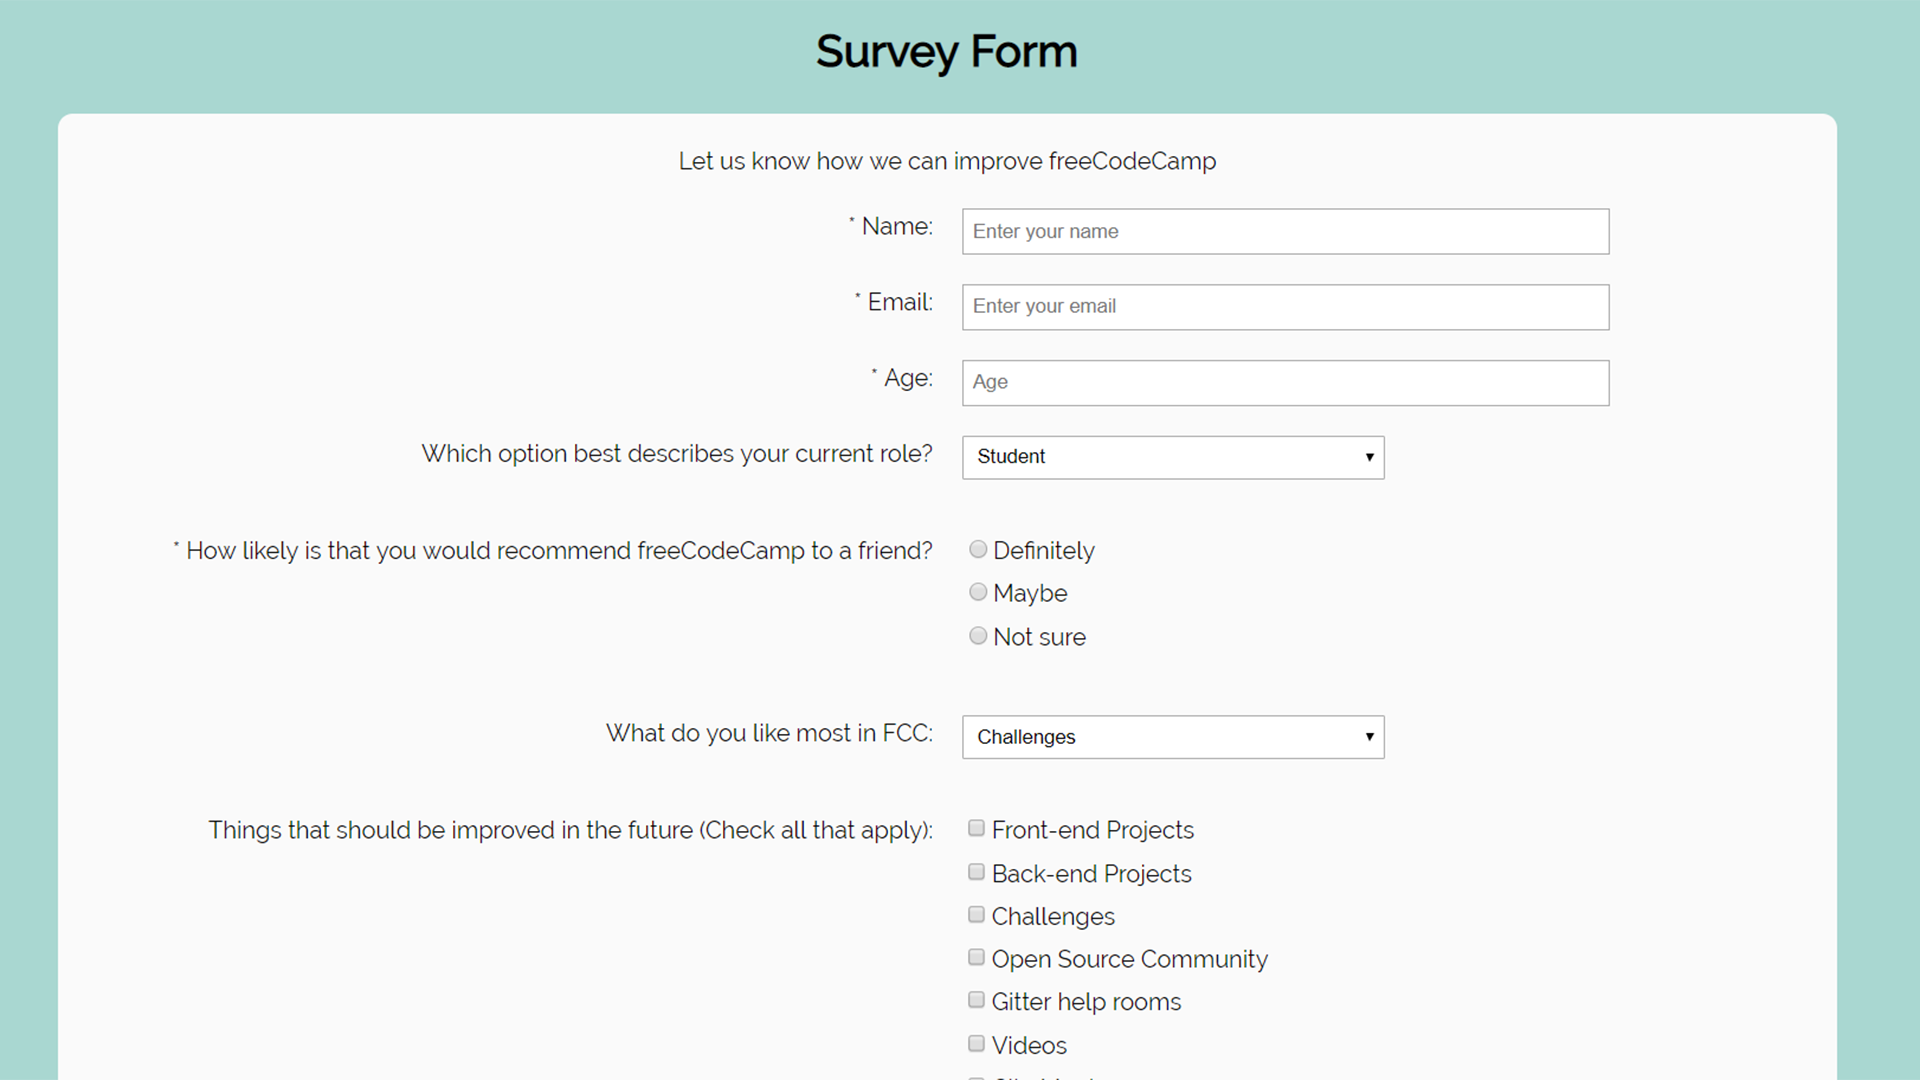 Survey Form
Let us know how we can improve freeCodeCamp
* Name:
Enter your name
* Email:
Enter your email
* Age:
Age
Which option best describes your current role?
Student
* How likely is that you would recommend freeCodeCamp to a friend?
Definitely
Maybe
Not sure
What do you like most in FCC:
Challenges
Things that should be improved in the future (Check all that apply):
Front-end Projects
Back-end Projects
Challenges
Open Source Community
Gitter help rooms
Videos